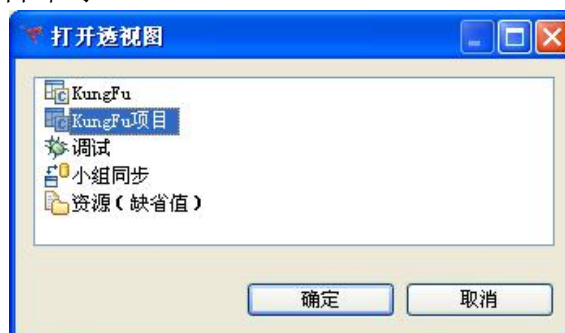 打开透视图
KungFu
KungFu项目
调试
小组同步
资源(缺省值)
确定
取消